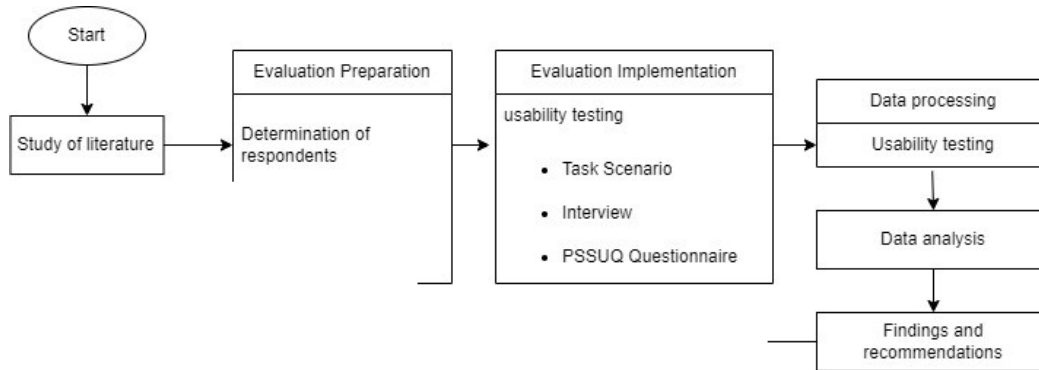 Start
Study of literature
Evaluation Preparation
Determination of
respondents
Evaluation Implementation
usability testing
• Task Scenario
• Interview
• PSSUQ Questionnaire
Data processing
Usability testing
Data analysis
Findings and
recommendations